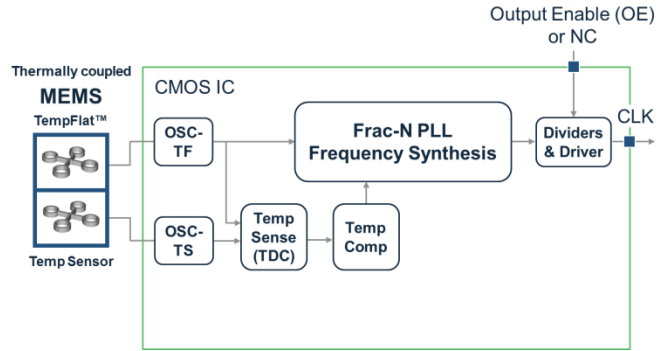 Output Enable (OE)
or NC
Thermally coupled
MEMS
TempFlat™
CMOS IC
CLK
OSC-
TF
Frac-N PLL
Frequency Synthesis
Dividers
& Driver
OSC-
TS
Temp
Sense
(TDC)
Temp
Comp
Temp Sensor